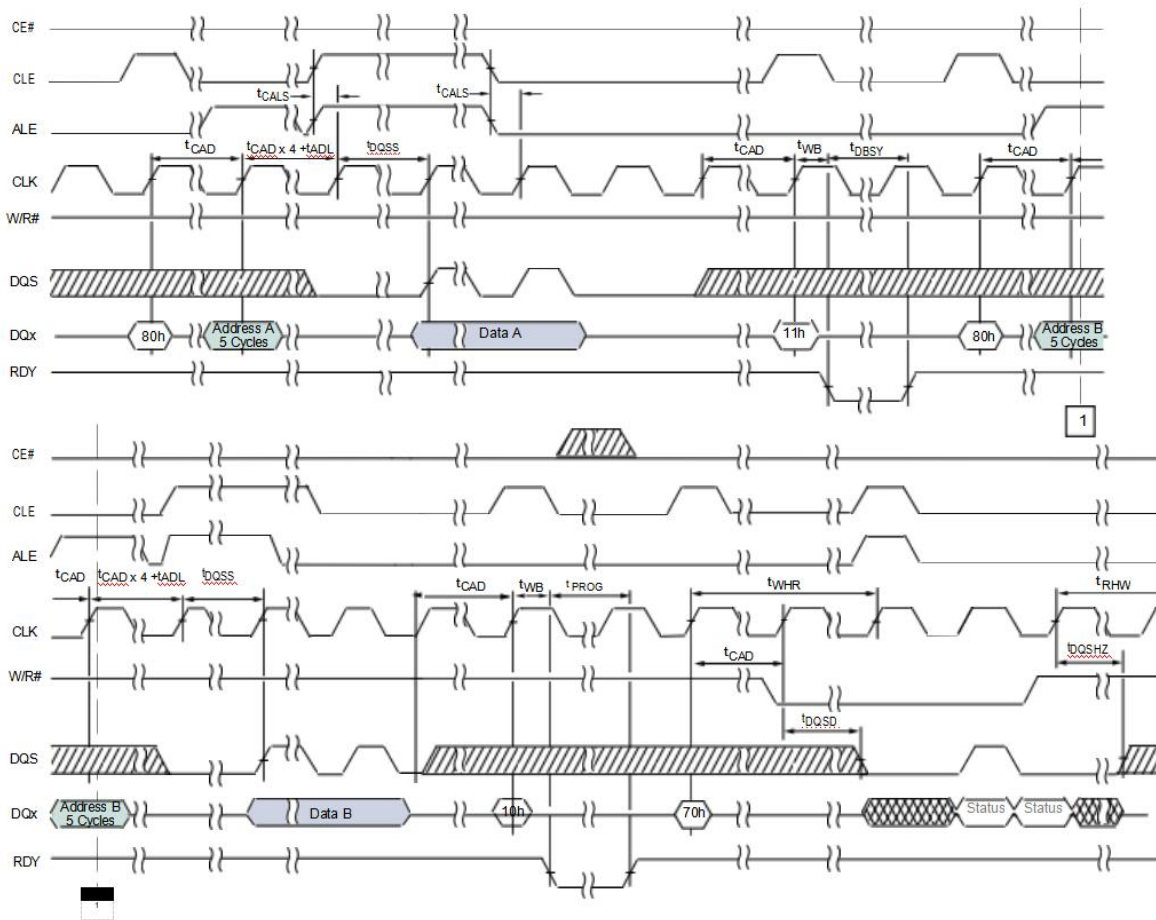 CE#
CLE
tCALS tCALS
ALE
tCAD tCAD x 4 +tADL tDQSS tCAD tWB tDBSY tCAD
CLK
W/R#
DQS
DQx 80h Address A Data A 11h 80h Address B
5 Cycles 5 Cycles
RDY
1
CE#
CLE
ALE
tCAD tCAD x 4 +tADL tDQSS tCAD tWB tPROG tWHR tRHW
CLK
tCAD tDQSHZ
W/R#
tDQSD
DQS
DQx Address B Data B 10h 70h Status Status
5 Cycles
RDY
1